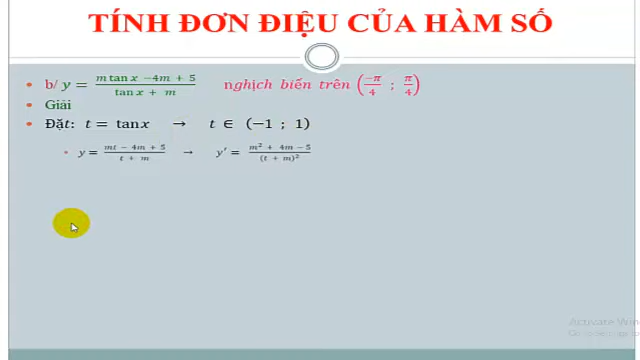 TÍNH ĐƠN ĐIỆU CỦA HÀM SỐ
• b/ y = (m tan x − 4m + 5)/(tan x + m) nghịch biến trên (−π/4 ; π/4)
• Giải
• Đặt: t = tan x → t ∈ (−1 ; 1)
• y = (mt − 4m + 5)/(t + m) → y′ = (m² + 4m − 5)/(t + m)²
Activate Win